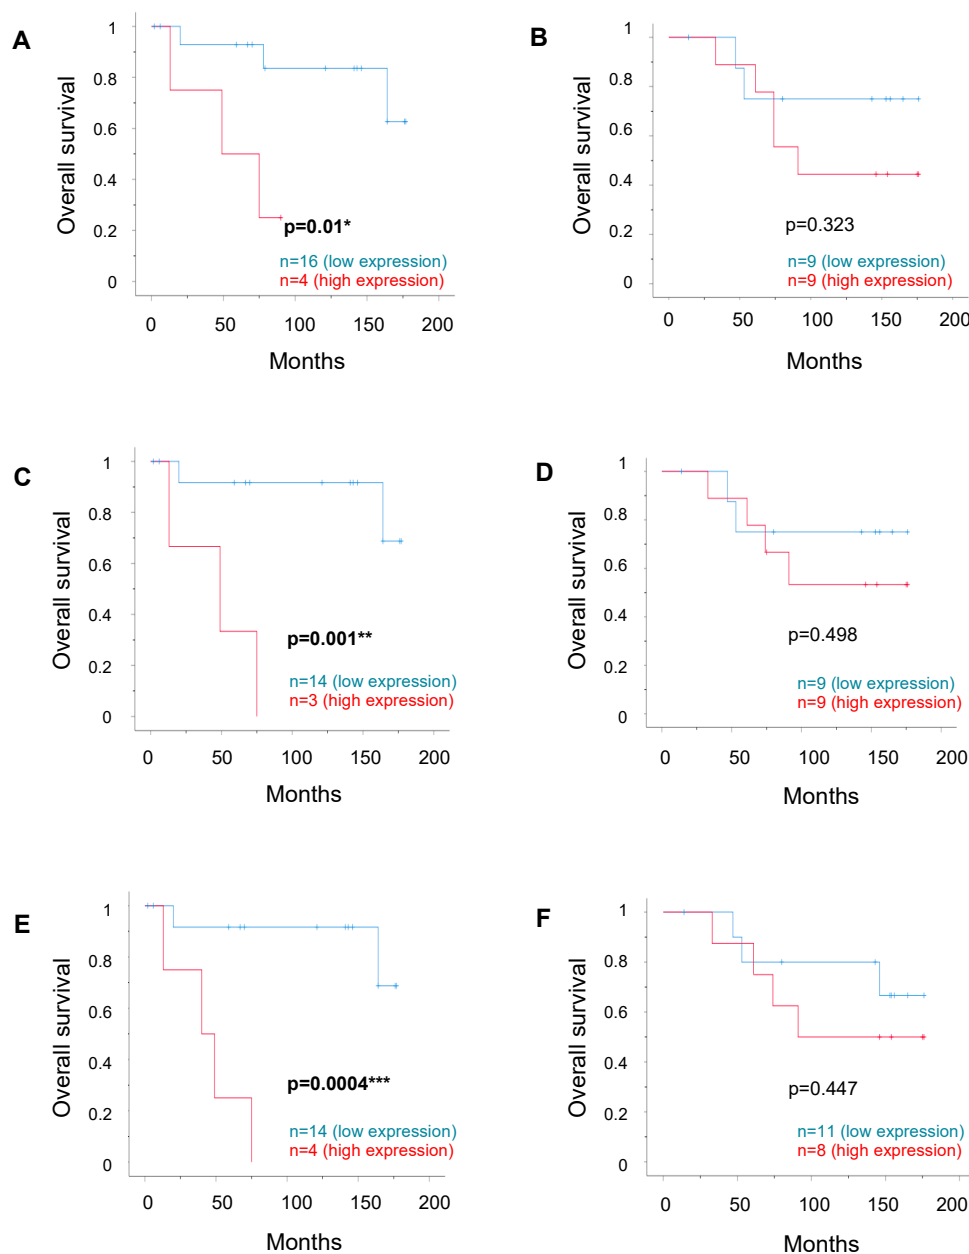 A
Overall survival
1
0.8
0.6
0.4
0.2
0
p=0.01*
n=16 (low expression)
n=4 (high expression)
0 50 100 150 200
Months
B
Overall survival
1
0.8
0.6
0.4
0.2
0
p=0.323
n=9 (low expression)
n=9 (high expression)
0 50 100 150 200
Months
C
Overall survival
1
0.8
0.6
0.4
0.2
0
p=0.001**
n=14 (low expression)
n=3 (high expression)
0 50 100 150 200
Months
D
Overall survival
1
0.8
0.6
0.4
0.2
0
p=0.498
n=9 (low expression)
n=9 (high expression)
0 50 100 150 200
Months
E
Overall survival
1
0.8
0.6
0.4
0.2
0
p=0.0004***
n=14 (low expression)
n=4 (high expression)
0 50 100 150 200
Months
F
Overall survival
1
0.8
0.6
0.4
0.2
0
p=0.447
n=11 (low expression)
n=8 (high expression)
0 50 100 150 200
Months